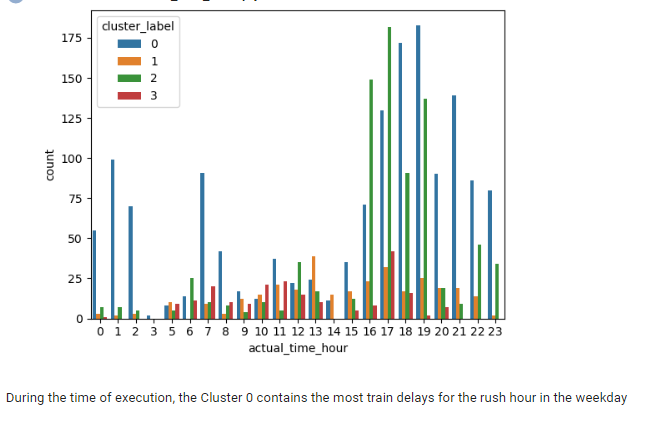 cluster_label
0
1
2
3
175
150
125
100
75
50
25
0
count
0 1 2 3 5 6 7 8 9 10 11 12 13 14 15 16 17 18 19 20 21 22 23
actual_time_hour
During the time of execution, the Cluster 0 contains the most train delays for the rush hour in the weekday